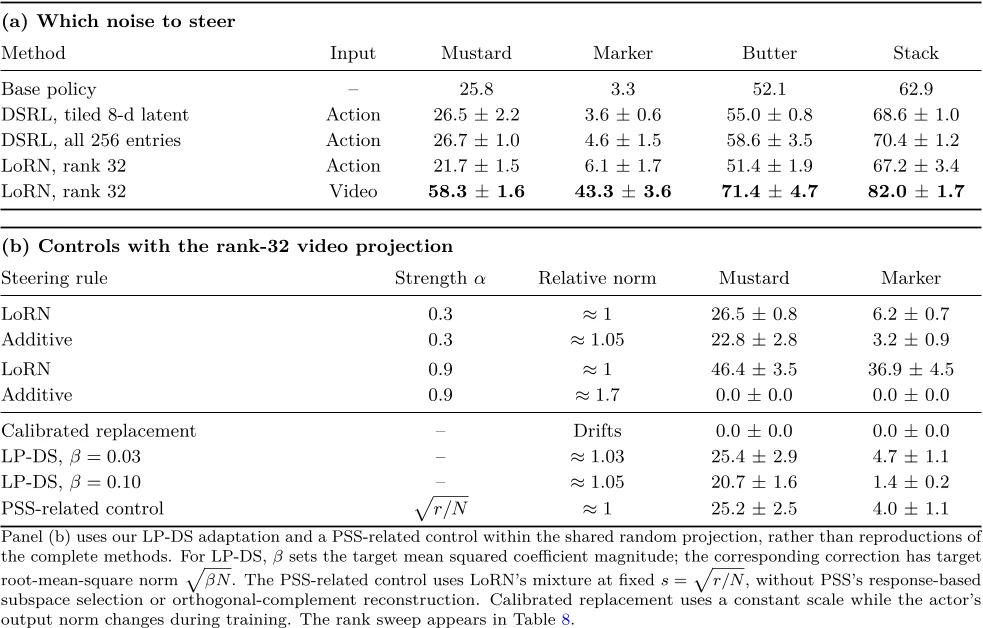 (a) Which noise to steer
Method Input Mustard Marker Butter Stack
Base policy – 25.8 3.3 52.1 62.9
DSRL, tiled 8-d latent Action 26.5 ± 2.2 3.6 ± 0.6 55.0 ± 0.8 68.6 ± 1.0
DSRL, all 256 entries Action 26.7 ± 1.0 4.6 ± 1.5 58.6 ± 3.5 70.4 ± 1.2
LoRN, rank 32 Action 21.7 ± 1.5 6.1 ± 1.7 51.4 ± 1.9 67.2 ± 3.4
LoRN, rank 32 Video 58.3 ± 1.6 43.3 ± 3.6 71.4 ± 4.7 82.0 ± 1.7
(b) Controls with the rank-32 video projection
Steering rule Strength α Relative norm Mustard Marker
LoRN 0.3 ≈ 1 26.5 ± 0.8 6.2 ± 0.7
Additive 0.3 ≈ 1.05 22.8 ± 2.8 3.2 ± 0.9
LoRN 0.9 ≈ 1 46.4 ± 3.5 36.9 ± 4.5
Additive 0.9 ≈ 1.7 0.0 ± 0.0 0.0 ± 0.0
Calibrated replacement – Drifts 0.0 ± 0.0 0.0 ± 0.0
LP-DS, β = 0.03 – ≈ 1.03 25.4 ± 2.9 4.7 ± 1.1
LP-DS, β = 0.10 – ≈ 1.05 20.7 ± 1.6 1.4 ± 0.2
PSS-related control √r/N ≈ 1 25.2 ± 2.5 4.0 ± 1.1
Panel (b) uses our LP-DS adaptation and a PSS-related control within the shared random projection, rather than reproductions of
the complete methods. For LP-DS, β sets the target mean squared coefficient magnitude; the corresponding correction has target
root-mean-square norm √βN. The PSS-related control uses LoRN's mixture at fixed s = √r/N, without PSS's response-based
subspace selection or orthogonal-complement reconstruction. Calibrated replacement uses a constant scale while the actor's
output norm changes during training. The rank sweep appears in Table 8.